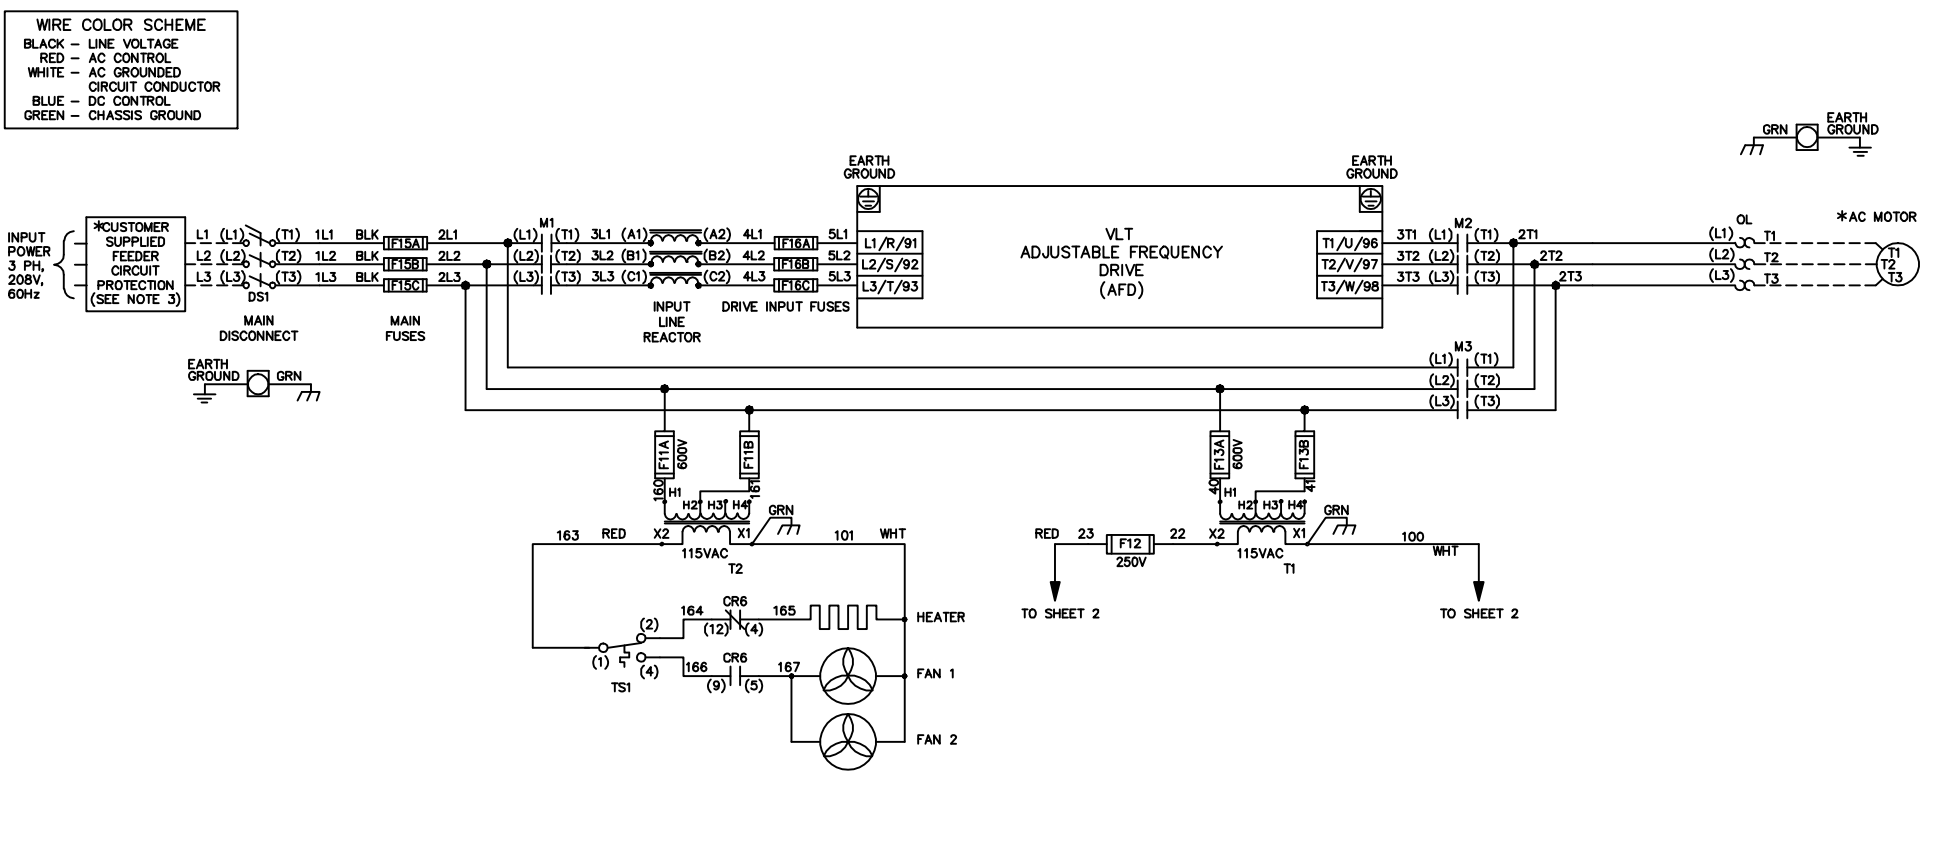 WIRE COLOR SCHEME
BLACK – LINE VOLTAGE
RED – AC CONTROL
WHITE – AC GROUNDED
CIRCUIT CONDUCTOR
BLUE – DC CONTROL
GREEN – CHASSIS GROUND
GRN
EARTH
GROUND
EARTH
GROUND
EARTH
GROUND
INPUT
POWER
3 PH,
208V,
60Hz
*CUSTOMER
SUPPLIED
FEEDER
CIRCUIT
PROTECTION
(SEE NOTE 3)
L1 (L1) (T1) 1L1 BLK F15A 2L1 (L1) M1 (T1) 3L1 (A1) (A2) 4L1 F16A 5L1 L1/R/91
L2 (L2) (T2) 1L2 BLK F15B 2L2 (L2) (T2) 3L2 (B1) (B2) 4L2 F16B 5L2 L2/S/92
L3 (L3) (T3) 1L3 BLK F15C 2L3 (L3) (T3) 3L3 (C1) (C2) 4L3 F16C 5L3 L3/T/93
DS1
MAIN
DISCONNECT
MAIN
FUSES
INPUT
LINE
REACTOR
DRIVE INPUT FUSES
VLT
ADJUSTABLE FREQUENCY
DRIVE
(AFD)
T1/U/96 3T1 (L1) M2 (T1) 2T1 (L1) OL T1
T2/V/97 3T2 (L2) (T2) 2T2 (L2) T2
T3/W/98 3T3 (L3) (T3) 2T3 (L3) T3
*AC MOTOR
T1
T2
T3
EARTH
GROUND
GRN
M3
(L1) (T1)
(L2) (T2)
(L3) (T3)
F11A
600V
F11B
160
161
H1
H2 H3 H4
GRN
163 RED X2 X1 101 WHT
115VAC
T2
F13A
600V
F13B
40
41
H1
H2 H3 H4
GRN
RED 23 F12 22 X2 X1 100 WHT
250V
115VAC
T1
TO SHEET 2
TO SHEET 2
CR6
164 165
(12) (4)
HEATER
(2)
(1)
(4)
TS1
CR6
166 167
(9) (5)
FAN 1
FAN 2